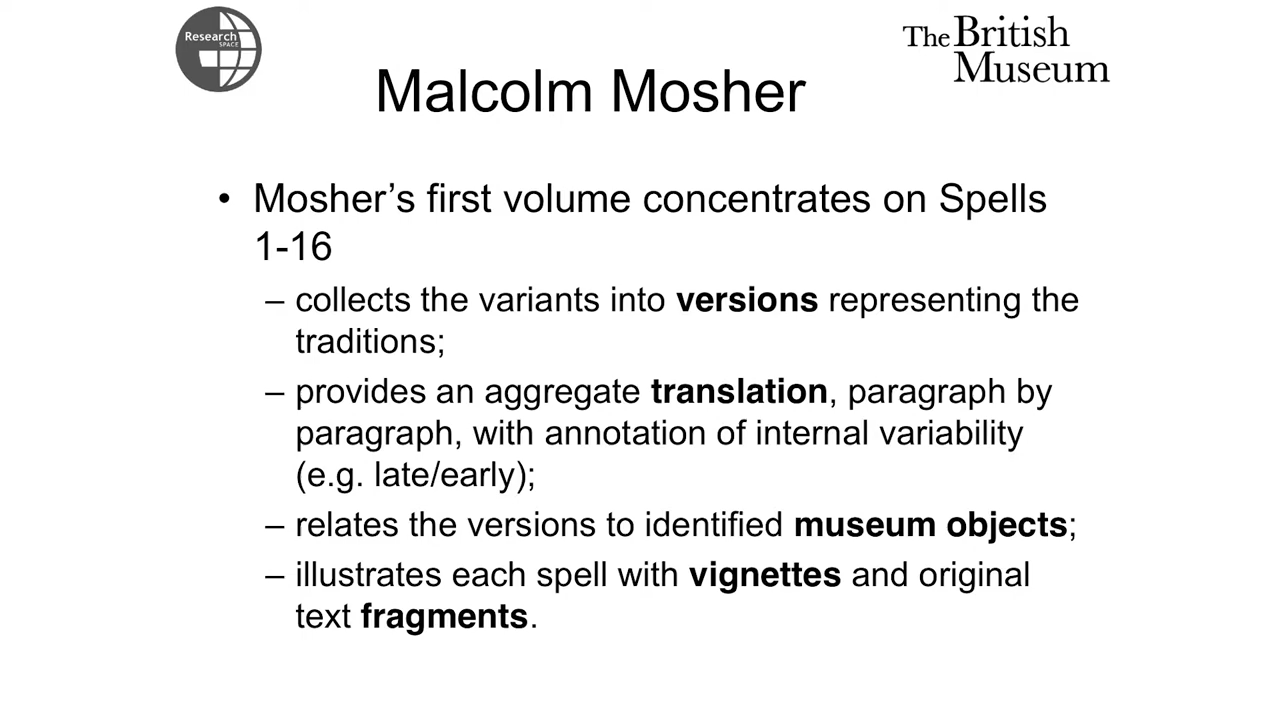 Research
SPACE
The British
Museum
Malcolm Mosher
• Mosher’s first volume concentrates on Spells
1-16
– collects the variants into versions representing the
traditions;
– provides an aggregate translation, paragraph by
paragraph, with annotation of internal variability
(e.g. late/early);
– relates the versions to identified museum objects;
– illustrates each spell with vignettes and original
text fragments.